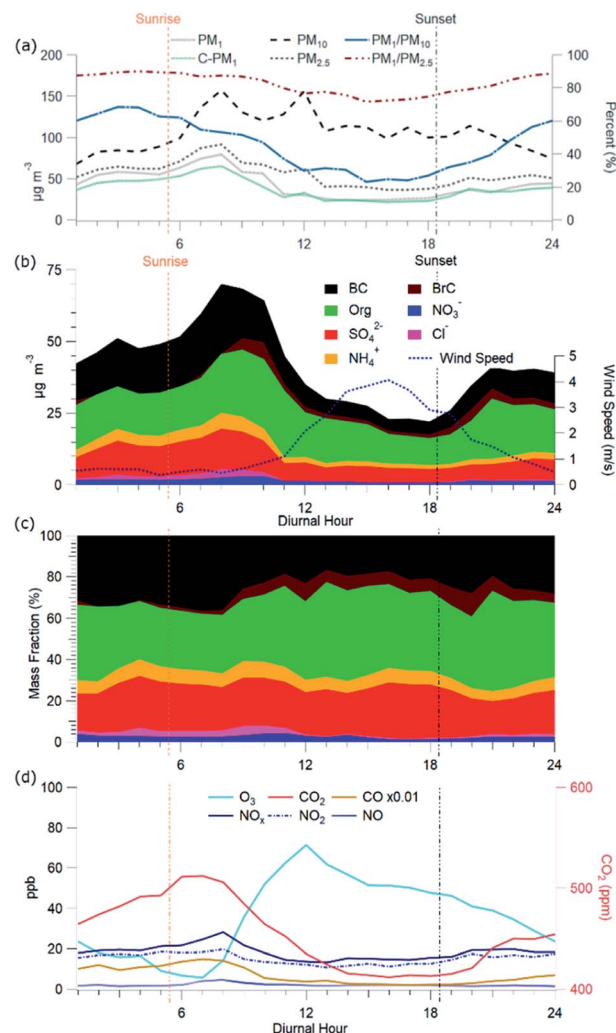 Sunrise
Sunset
(a)
PM1
PM10
PM1/PM10
C-PM1
PM2.5
PM1/PM2.5
200
150
100
50
0
µg m-3
100
80
60
40
20
0
Percent (%)
6
12
18
24
Sunrise
Sunset
(b)
75
50
25
0
µg m-3
BC
BrC
Org
NO3-
SO42-
Cl-
NH4+
Wind Speed
5
4
3
2
1
0
Wind Speed (m/s)
6
12
18
24
Diurnal Hour
(c)
100
80
60
40
20
0
Mass Fraction (%)
6
12
18
24
(d)
100
80
60
40
20
0
ppb
O3
CO2
CO x0.01
NOx
NO2
NO
600
500
400
CO2 (ppm)
6
12
18
24
Diurnal Hour